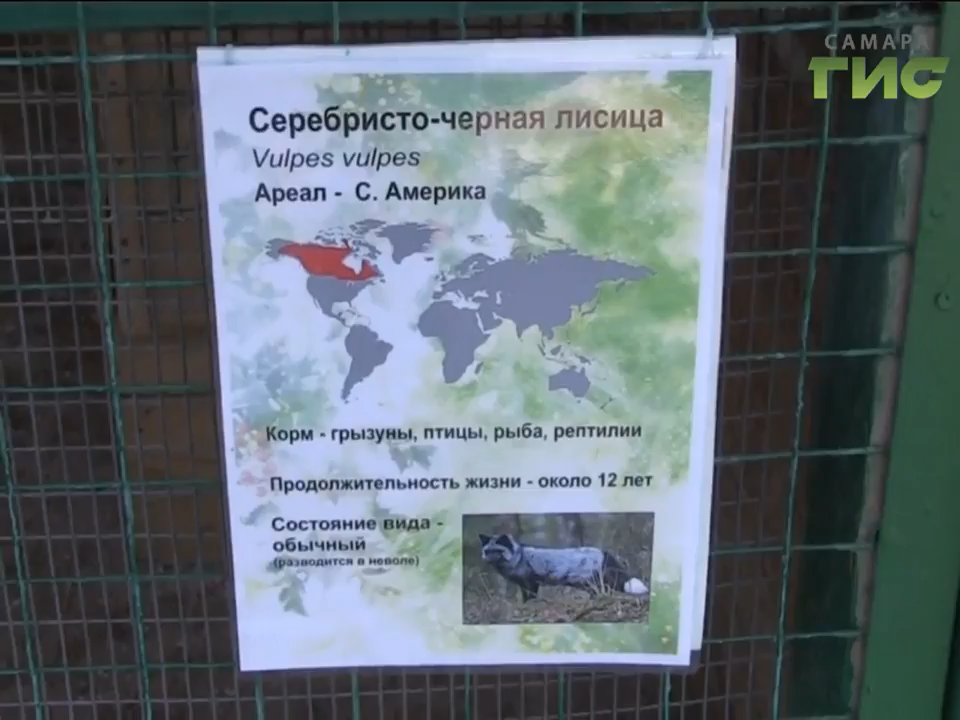 САМАРА
ГИС
Серебристо-черная лисица
Vulpes vulpes
Ареал - С. Америка
Корм - грызуны, птицы, рыба, рептилии
Продолжительность жизни - около 12 лет
Состояние вида -
обычный
(разводится в неволе)